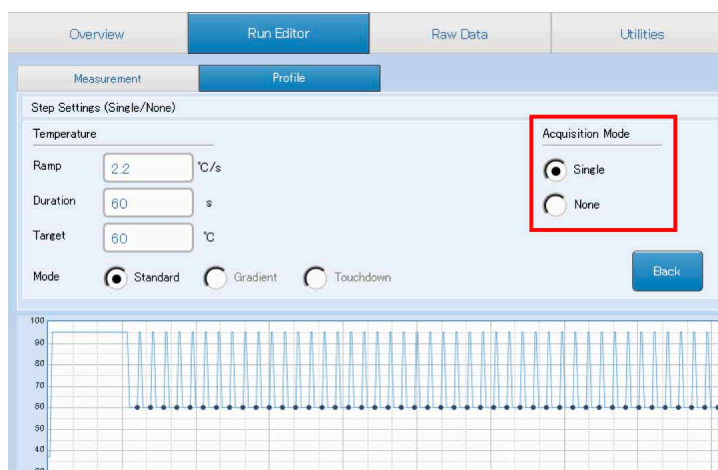 Overview Run Editor Raw Data Utilities
Measurement Profile
Step Settings (Single/None)
Temperature Acquisition Mode
Ramp 2.2 ℃/s Single
Duration 60 s None
Target 60 ℃
Mode Standard Gradient Touchdown Back
100
90
80
70
60
50
40